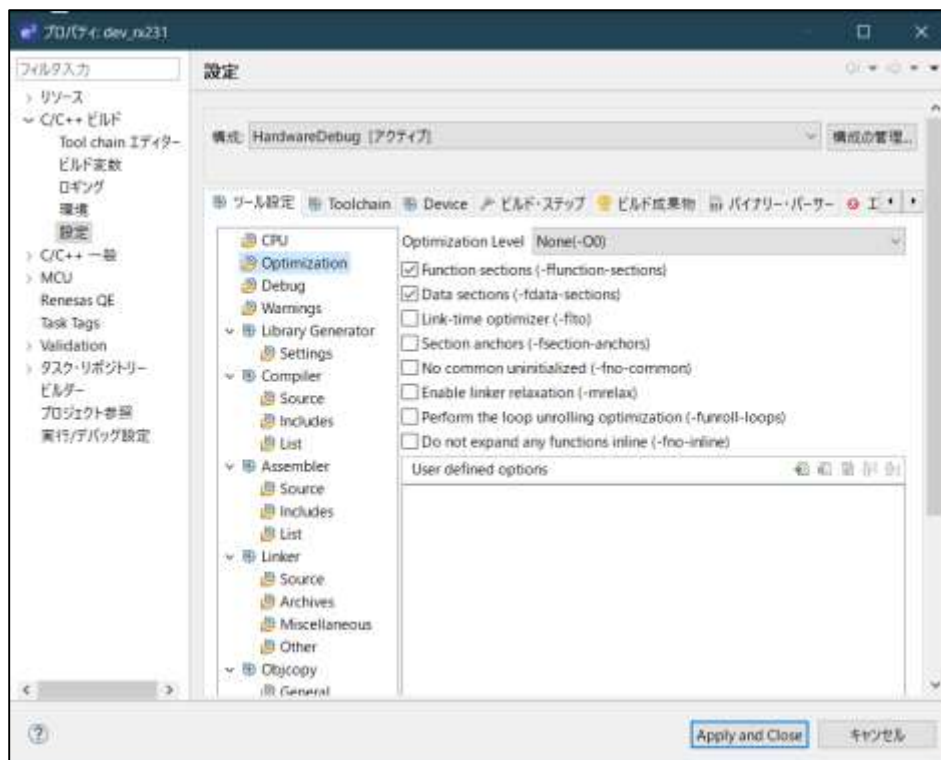 プロパティ: dev_rx231
フィルタ入力
設定
リソース
C/C++ ビルド
Tool chain エディター
ビルド変数
ロギング
環境
設定
C/C++ 一般
MCU
Renesas QE
Task Tags
Validation
タスク・リポジトリー
ビルダー
プロジェクト参照
実行/デバッグ設定
構成: HardwareDebug [アクティブ]
構成の管理...
ツール設定 Toolchain Device ビルド・ステップ ビルド成果物 バイナリー・パーサー エ
CPU
Optimization
Debug
Warnings
Library Generator
Settings
Compiler
Source
Includes
List
Assembler
Source
Includes
List
Linker
Source
Archives
Miscellaneous
Other
Objcopy
General
Optimization Level None(-O0)
Function sections (-ffunction-sections)
Data sections (-fdata-sections)
Link-time optimizer (-flto)
Section anchors (-fsection-anchors)
No common uninitialized (-fno-common)
Enable linker relaxation (-mrelax)
Perform the loop unrolling optimization (-funroll-loops)
Do not expand any functions inline (-fno-inline)
User defined options
Apply and Close
キャンセル